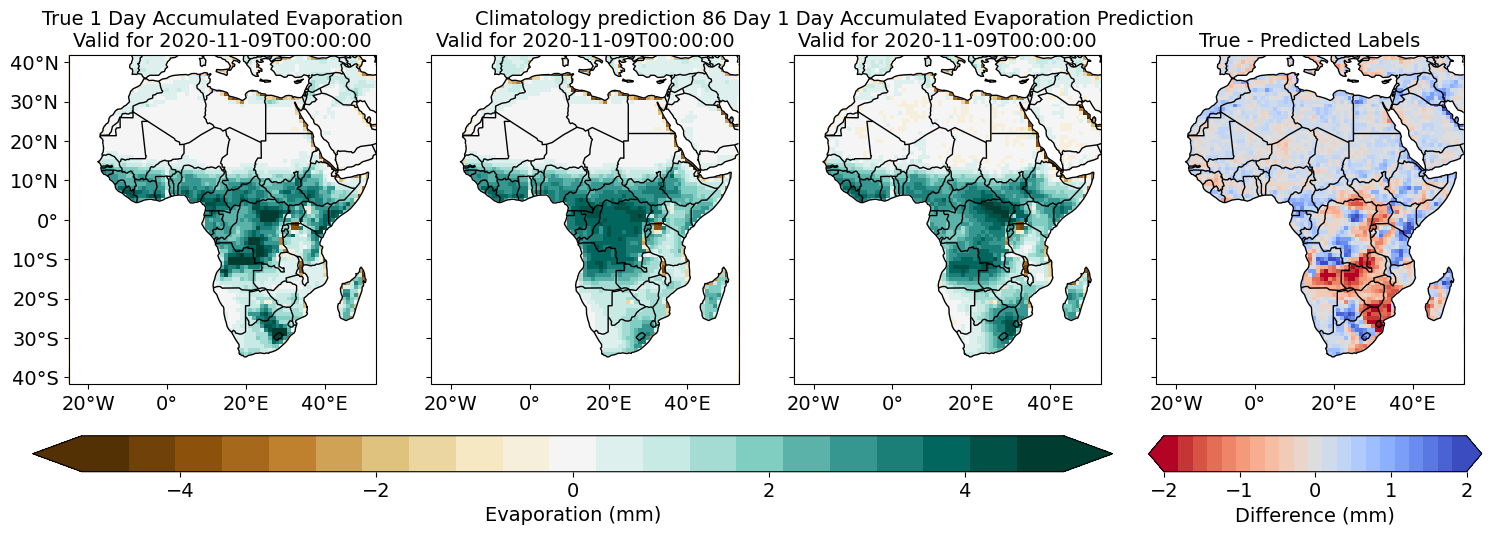 True 1 Day Accumulated Evaporation
Valid for 2020-11-09T00:00:00
Climatology prediction 86 Day 1 Day Accumulated Evaporation Prediction
Valid for 2020-11-09T00:00:00
Valid for 2020-11-09T00:00:00
True - Predicted Labels
40°N
30°N
20°N
10°N
0°
10°S
20°S
30°S
40°S
20°W 0° 20°E 40°E
20°W 0° 20°E 40°E
20°W 0° 20°E 40°E
20°W 0° 20°E 40°E
−4 −2 0 2 4
Evaporation (mm)
−2 −1 0 1 2
Difference (mm)